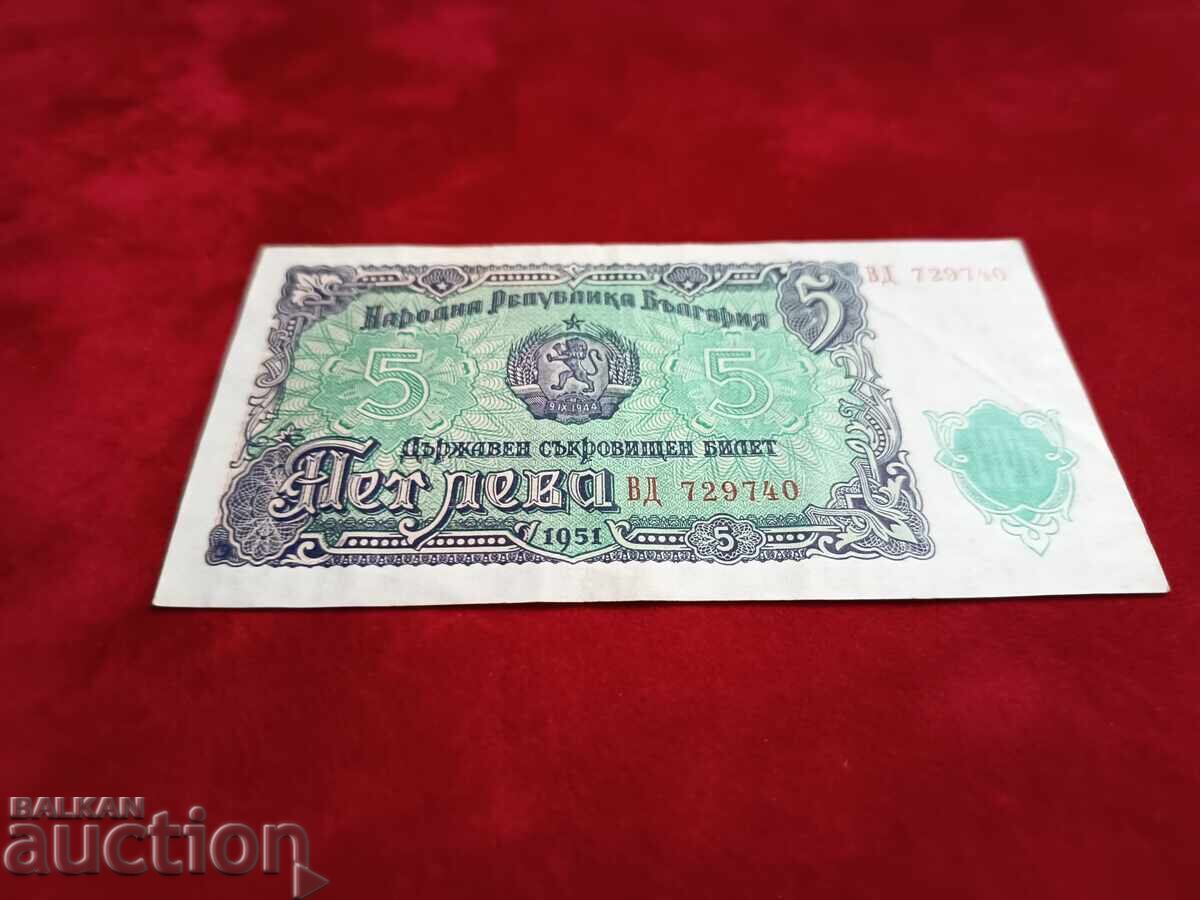 Народна Република България
5
ВД 729740
5 5
9 IX 1944
Държавен съкровищен билет
Пет лева ВД 729740
1951 5
BALKAN
auction